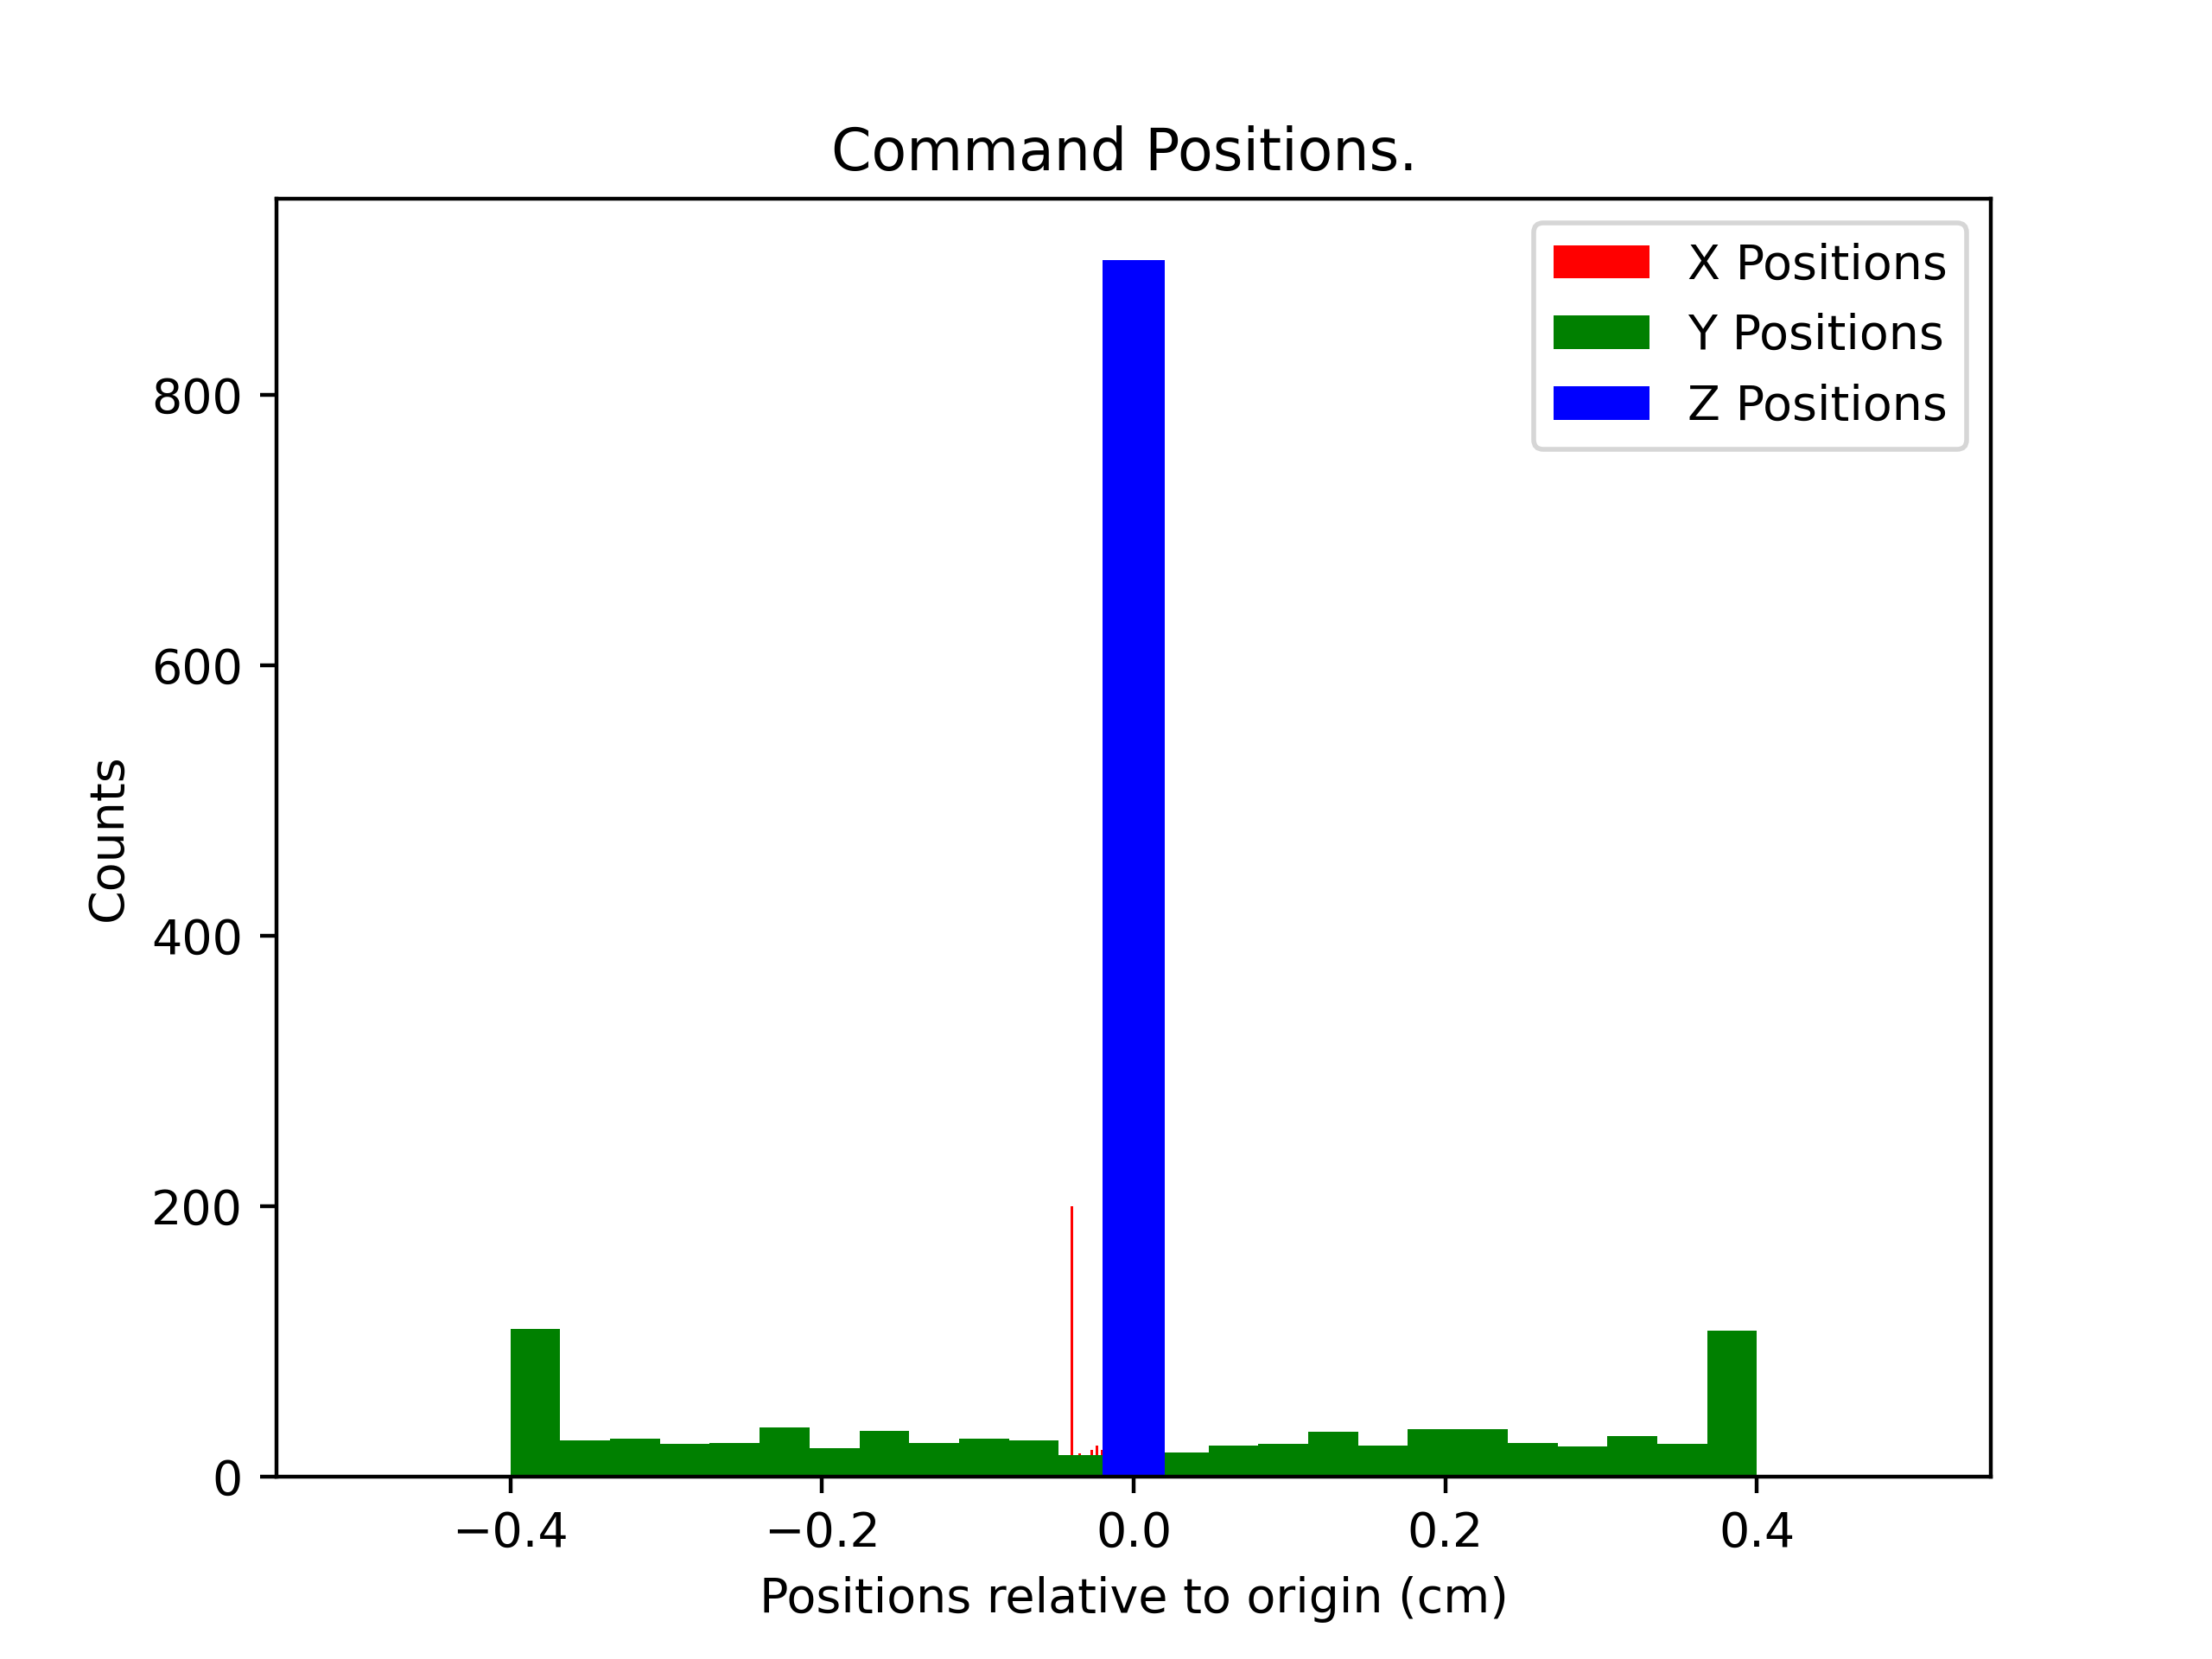 Command Positions.
X Positions
Y Positions
Z Positions
800
600
400
200
0
Counts
−0.4 −0.2 0.0 0.2 0.4
Positions relative to origin (cm)